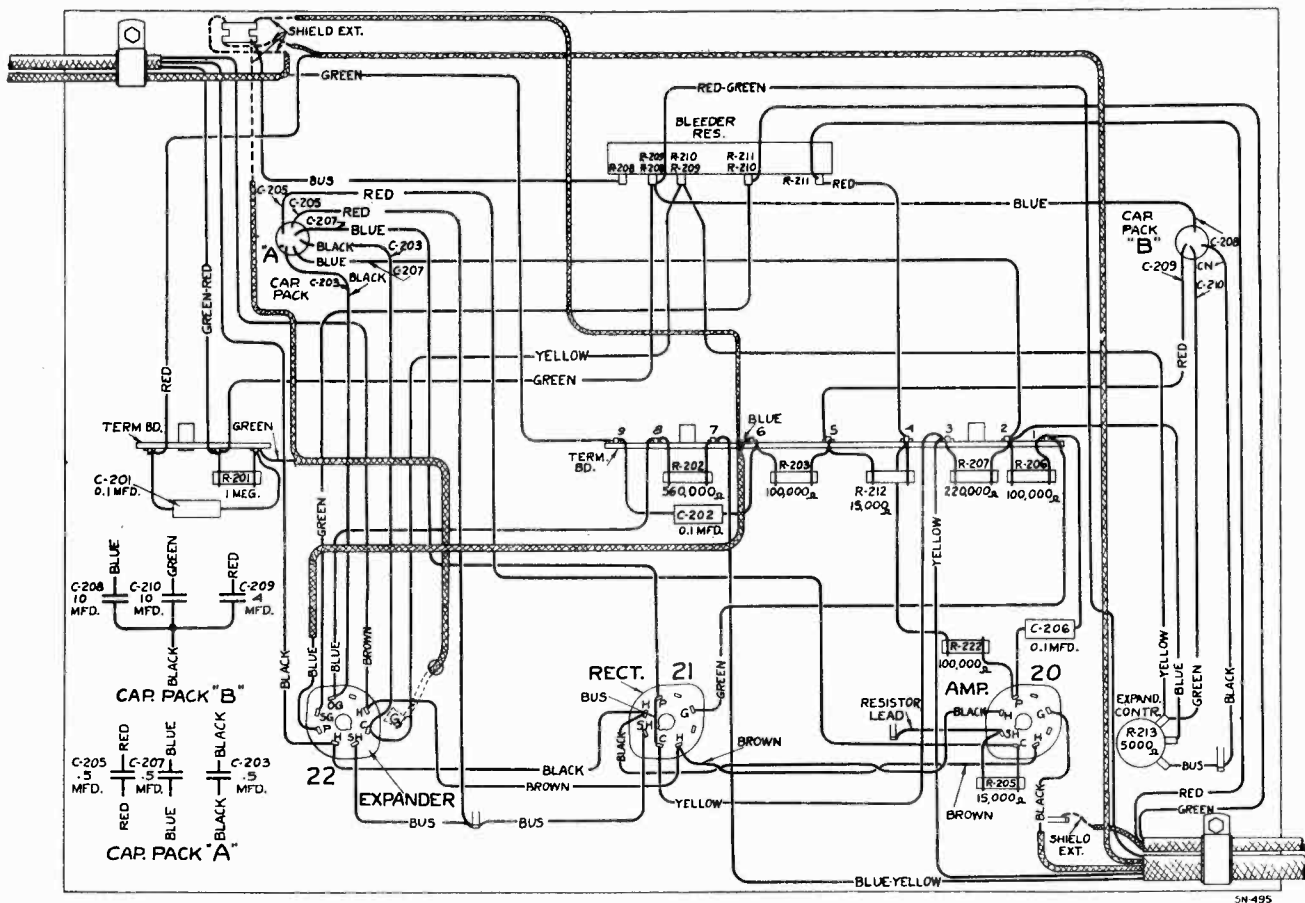 SHIELD EXT.
GREEN
RED-GREEN
BLEEDER
RES.
R-209 R-210 R-211
R-208 R-208 R-209 R-210 R-211
BUS
RED
C-205
RED
C-205
RED
C-207
BLUE
BLACK
C-203
BLUE
C-207
"A"
CAP.
PACK
C-203
BLACK
BLUE
CAP.
PACK
"B"
C-208
C-209
CN
C-210
GREEN-RED
RED
YELLOW
GREEN
RED
TERM BD.
GREEN
R-201
1 MEG.
C-201
0.1 MFD.
9 8 7 BLUE 6 5 4 3 2 1
TERM.
BD.
R-202
560,000Ω
R-203
100,000Ω
R-212
15,000Ω
R-207
220,000Ω
R-206
100,000Ω
C-202
0.1 MFD.
GREEN
YELLOW
BLUE
GREEN
RED
C-208
10
MFD.
C-210
10
MFD.
C-209
4
MFD.
BLACK
CAP. PACK "B"
RED
BLUE
BLACK
C-205
.5
MFD.
C-207
.5
MFD.
C-203
.5
MFD.
RED
BLUE
BLACK
CAP. PACK "A"
BLACK
BLUE
BLUE
BROWN
SG
P
H
SH
C
H
G
22
EXPANDER
RECT.
21
BUS
H
P
SH
G
C
H
BLACK
GREEN
BLACK
BROWN
BUS
BUS
YELLOW
BROWN
R-222
100,000Ω
C-206
0.1 MFD.
AMP.
20
RESISTOR
LEAD
BLACK
P
H
G
SH
C
H
R-205
15,000Ω
BROWN
BLACK
YELLOW
BLUE
GREEN
BLACK
EXPAND.
CONTR.
R-213
5000Ω
BUS
RED
GREEN
SHIELD
EXT.
BLUE-YELLOW
SN-495